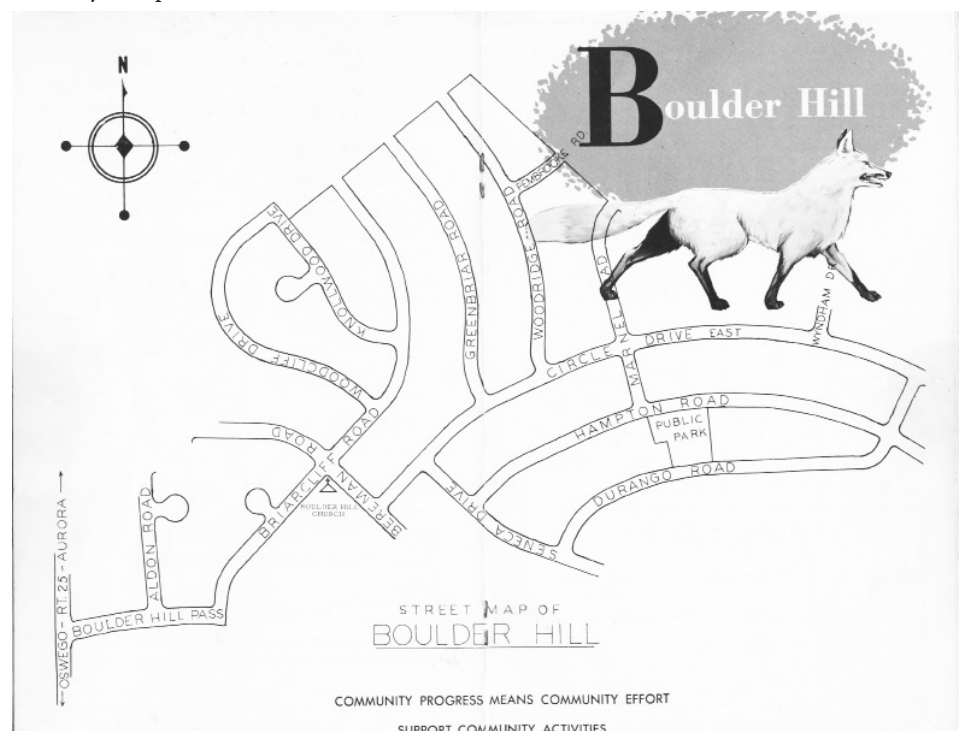 N
Boulder Hill
PEMBROOKE RD
KNOLLWOOD DRIVE
WOODCLIFF DRIVE
GREENBRIAR ROAD
WOODRIDGE ROAD
MARNEL ROAD
WYNDHAM DR
CIRCLE DRIVE EAST
HAMPTON ROAD
PUBLIC
PARK
DURANGO ROAD
SENECA DRIVE
BEREMAN ROAD
BRIARCLIFF ROAD
BOULDER HILL
CHURCH
ALDON ROAD
BOULDER HILL PASS
OSWEGO - RT. 25 - AURORA
STREET MAP OF
BOULDER HILL
COMMUNITY PROGRESS MEANS COMMUNITY EFFORT
SUPPORT COMMUNITY ACTIVITIES